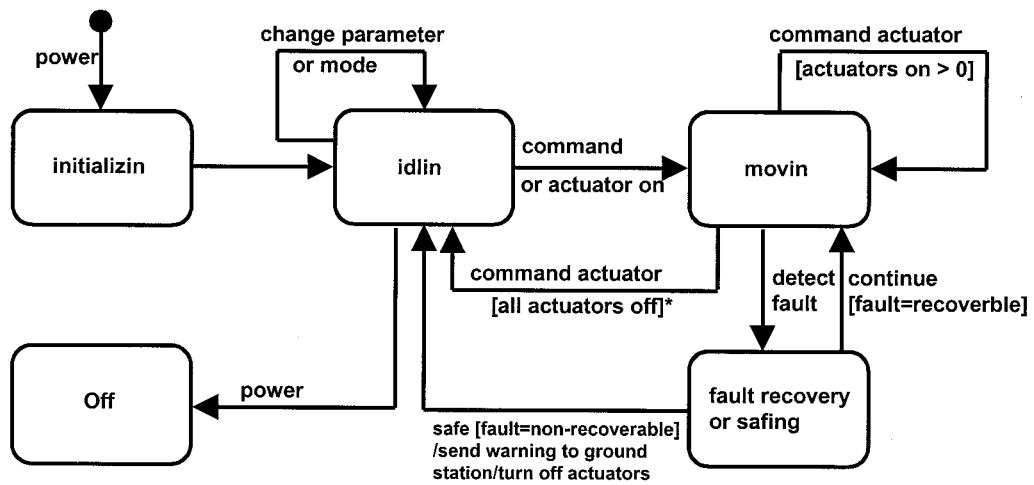 power
change parameter
or mode
command actuator
[actuators on > 0]
initializin
idlin
command
or actuator on
movin
command actuator
[all actuators off]*
detect
fault
continue
[fault=recoverble]
Off
power
fault recovery
or safing
safe [fault=non-recoverable]
/send warning to ground
station/turn off actuators